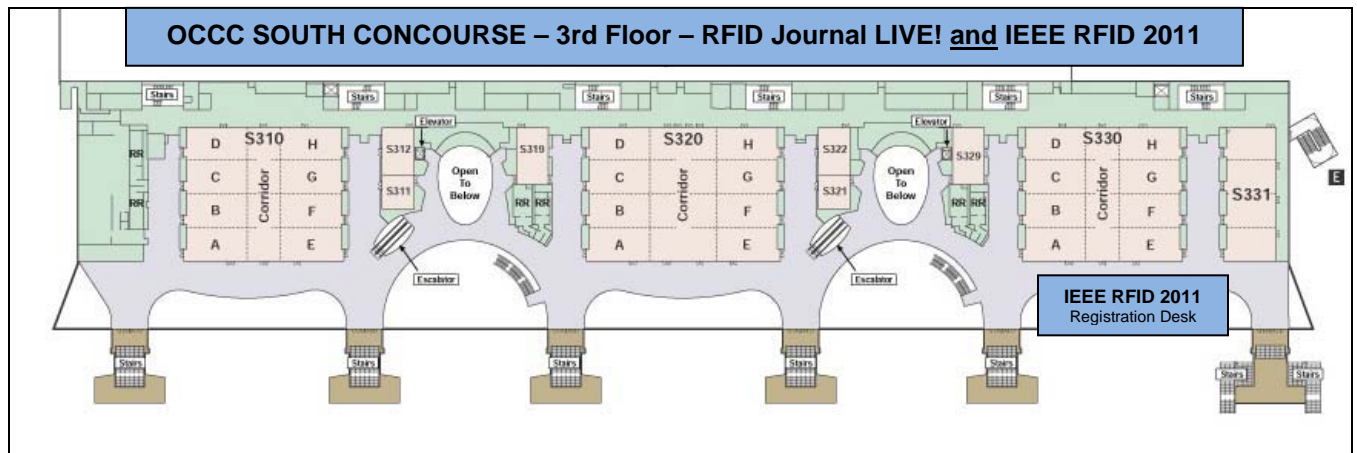 OCCC SOUTH CONCOURSE – 3rd Floor – RFID Journal LIVE! and IEEE RFID 2011
Stairs
Stairs
Stairs
Stairs
Stairs
Stairs
Elevator
Elevator
RR
RR
D S310 H
C G
B F
A E
Corridor
S312
S311
Open
To
Below
S319
RR RR
Escalator
D S320 H
C G
B F
A E
Corridor
S322
S321
Open
To
Below
S329
RR RR
Escalator
D S330 H
C G
B F
A E
Corridor
S331
E
IEEE RFID 2011
Registration Desk
Stairs
Stairs
Stairs
Stairs
Stairs
Stairs
Stairs